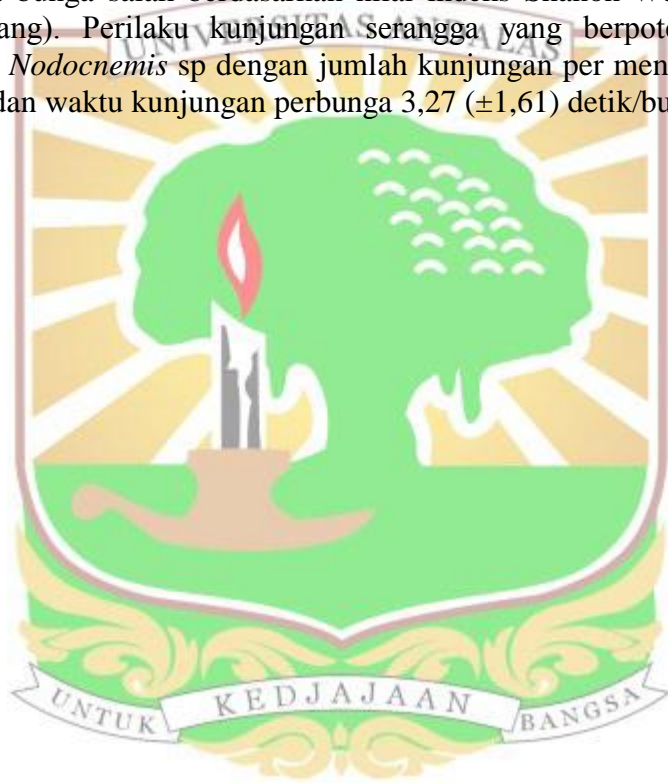 bunga salak berdasarkan nilai indeks Shanon W
ang). Perilaku kunjungan serangga yang berpote
UNIVERSITAS ANDALAS
Nodocnemis sp dengan jumlah kunjungan per men
dan waktu kunjungan perbunga 3,27 (±1,61) detik/bu
UNTUK KEDJAJAAN BANGSA